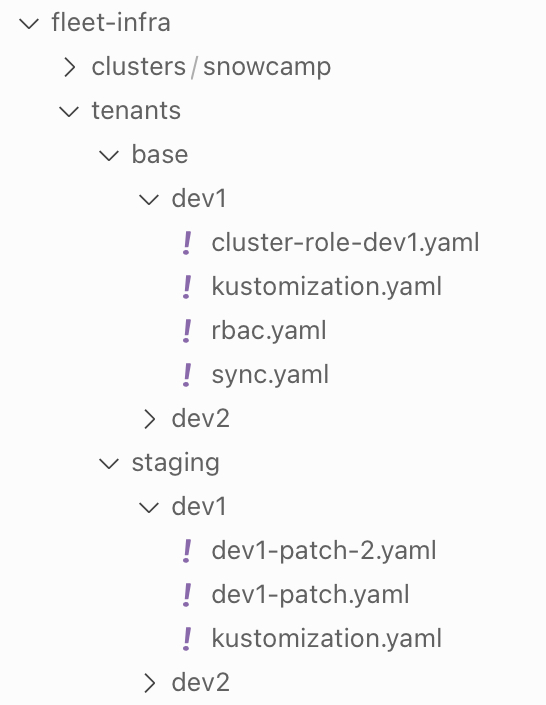 fleet-infra
clusters/snowcamp
tenants
base
dev1
! cluster-role-dev1.yaml
! kustomization.yaml
! rbac.yaml
! sync.yaml
dev2
staging
dev1
! dev1-patch-2.yaml
! dev1-patch.yaml
! kustomization.yaml
dev2